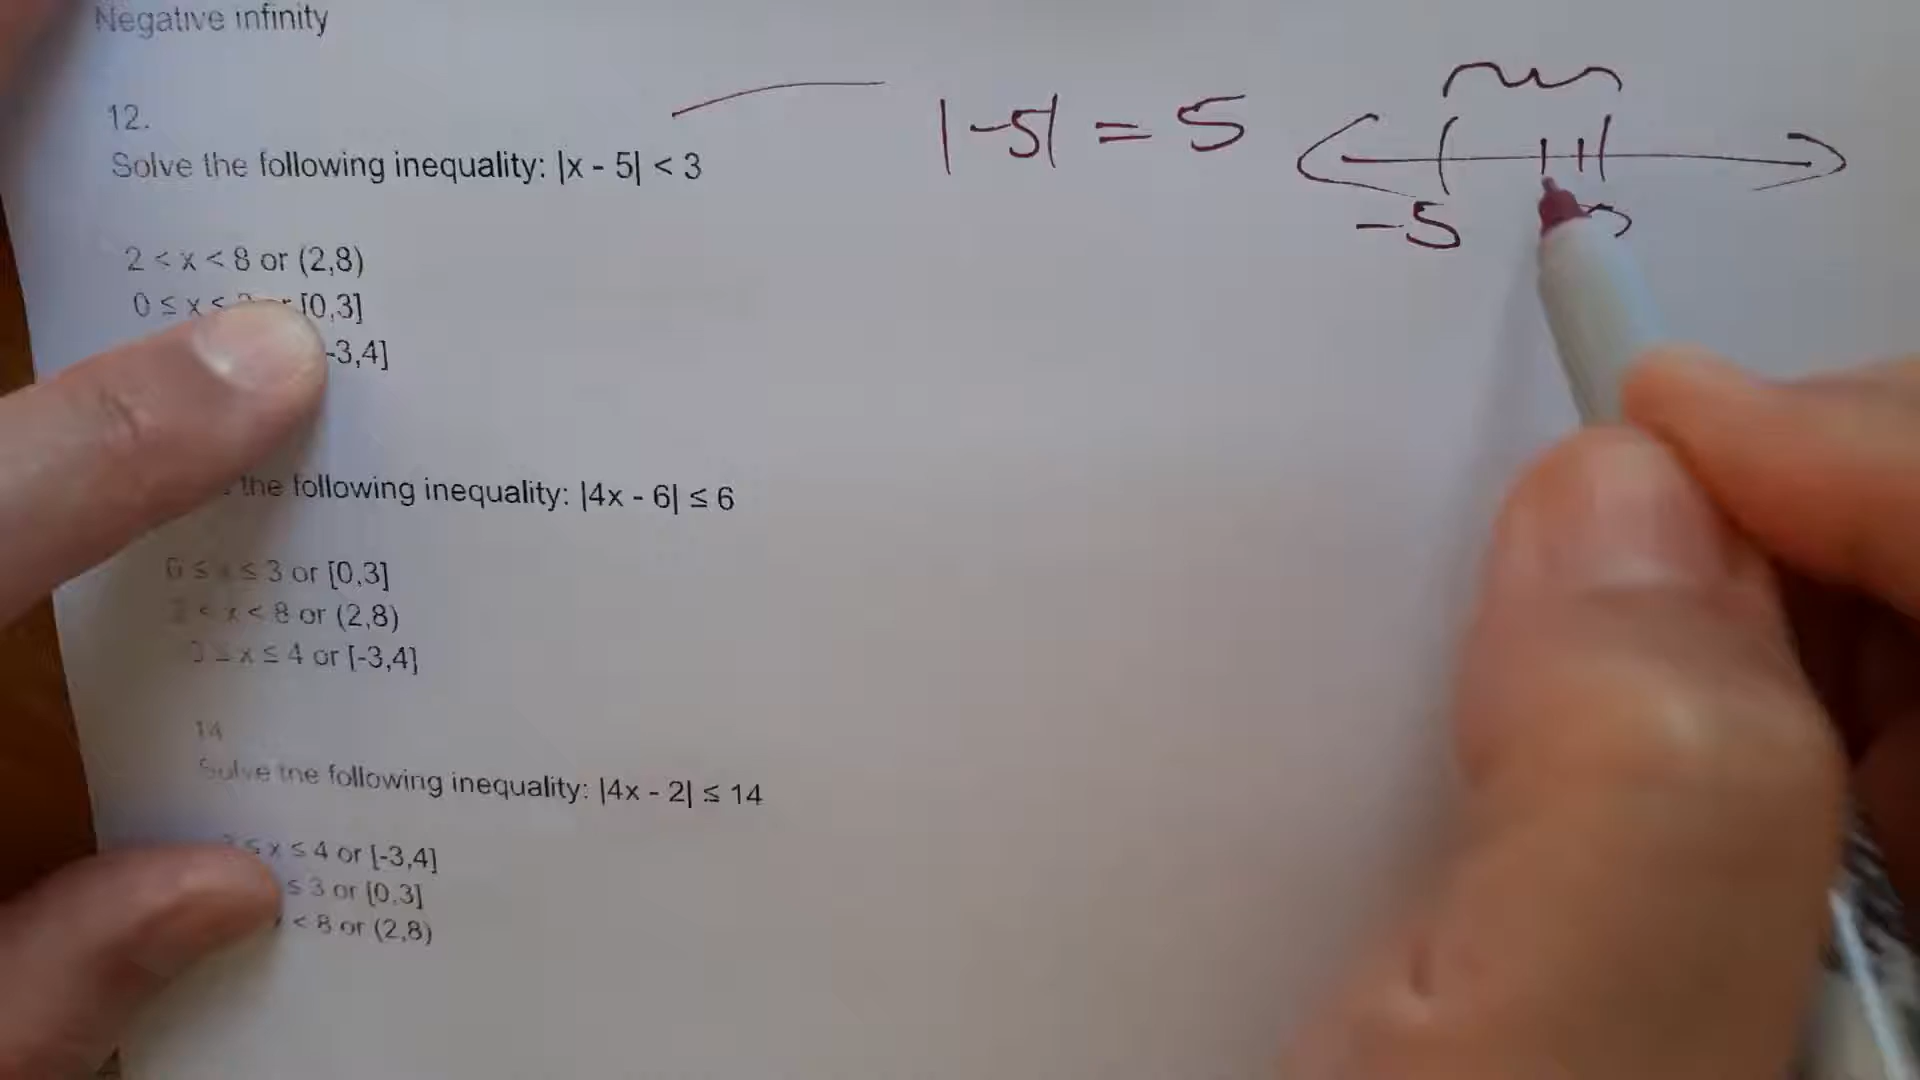 Negative infinity
12.
Solve the following inequality: |x - 5| < 3
|-5| = 5
-5
2 < x < 8 or (2,8)
0 ≤ x ≤ [0,3]
-3,4]
the following inequality: |4x - 6| ≤ 6
≤ 3 or [0,3]
< x < 8 or (2,8)
x ≤ 4 or [-3,4]
14
Solve the following inequality: |4x - 2| ≤ 14
≤ x ≤ 4 or [-3,4]
≤ 3 or [0,3]
< 8 or (2,8)